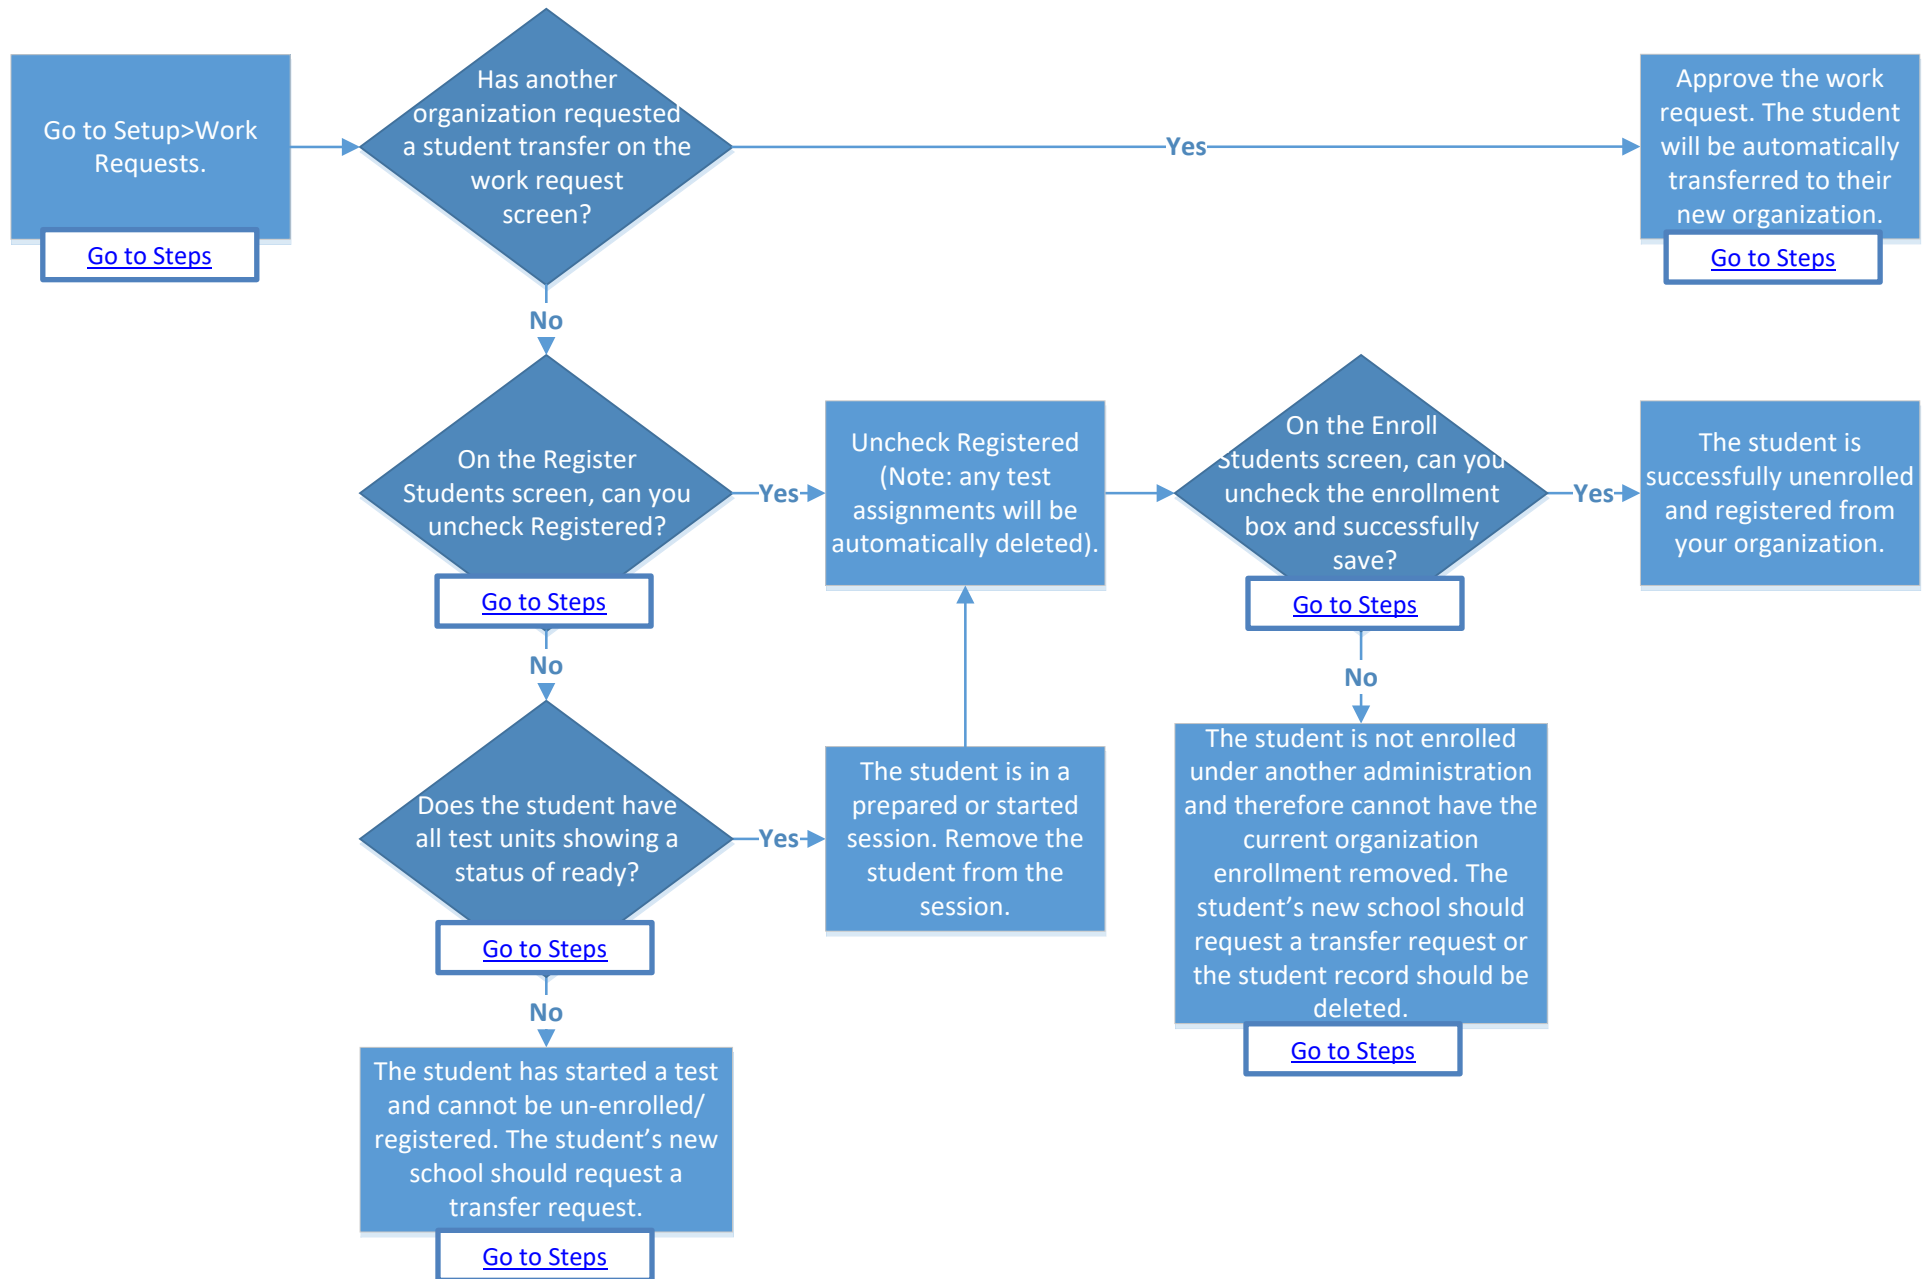 Go to Setup>Work
Requests.
Go to Steps
Has another
organization requested
a student transfer on the
work request
screen?
Yes
Approve the work
request. The student
will be automatically
transferred to their
new organization.
Go to Steps
No
On the Register
Students screen, can you
uncheck Registered?
Go to Steps
Yes
Uncheck Registered
(Note: any test
assignments will be
automatically deleted).
On the Enroll
Students screen, can you
uncheck the enrollment
box and successfully
save?
Go to Steps
Yes
The student is
successfully unenrolled
and registered from
your organization.
No
Does the student have
all test units showing a
status of ready?
Go to Steps
Yes
The student is in a
prepared or started
session. Remove the
student from the
session.
No
The student is not enrolled
under another administration
and therefore cannot have the
current organization
enrollment removed. The
student’s new school should
request a transfer request or
the student record should be
deleted.
Go to Steps
No
The student has started a test
and cannot be un-enrolled/
registered. The student’s new
school should request a
transfer request.
Go to Steps